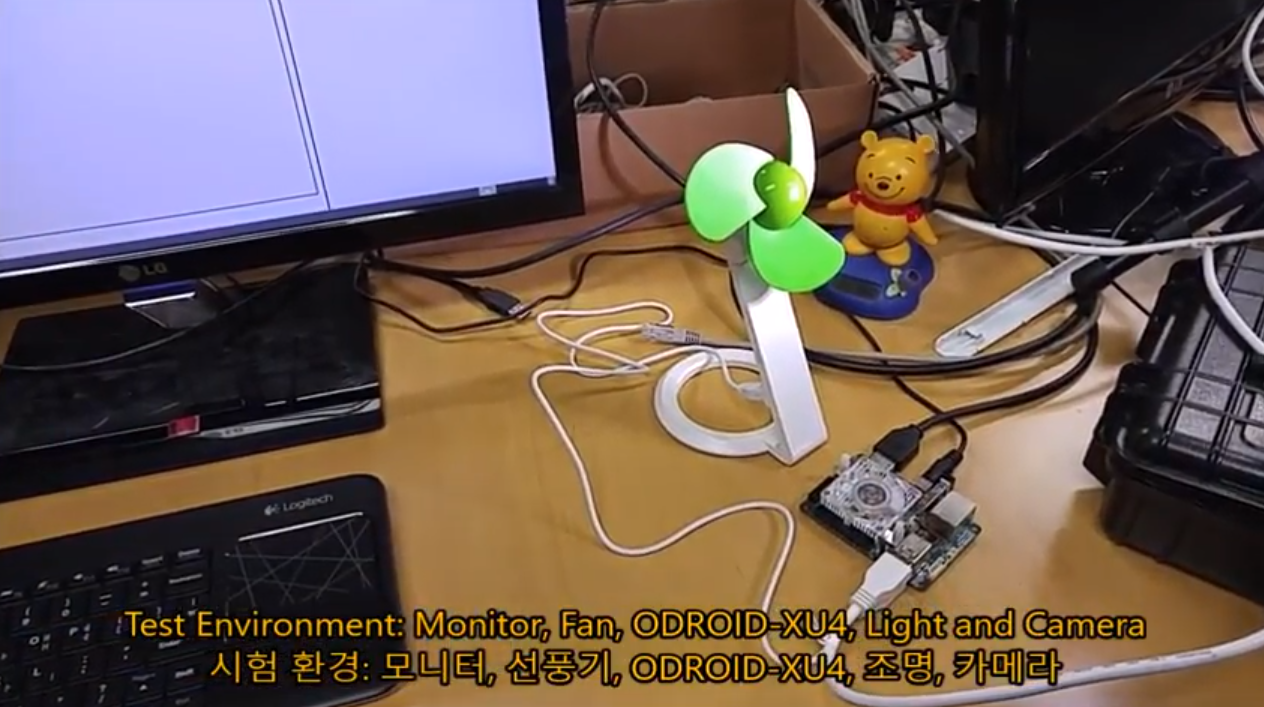 LG
Logitech
Test Environment: Monitor, Fan, ODROID-XU4, Light and Camera
시험 환경: 모니터, 선풍기, ODROID-XU4, 조명, 카메라